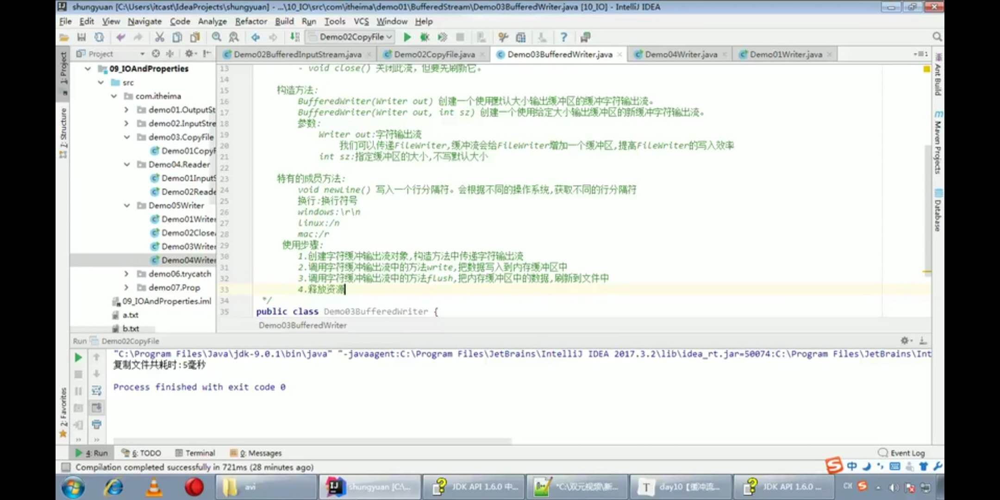 shungyuan [C:\Users\itcast\IdeaProjects\shungyuan] - ...\10_IO\src\com\itheima\demo01\BufferedStream\Demo03BufferedWriter.java [10_IO] - IntelliJ IDEA
File Edit View Navigate Code Analyze Refactor Build Run Tools VCS Window Help
Demo02CopyFile
Project
Demo02BufferedInputStream.java Demo02CopyFile.java Demo03BufferedWriter.java Demo04Writer.java Demo01Writer.java
1: Project
Z: Structure
2: Favorites
Ant Build
Maven Projects
Database
09_IOAndProperties
src
com.itheima
demo01.OutputSt
demo02.InputStre
demo03.CopyFile
Demo01CopyF
Demo04.Reader
Demo01InputS
Demo02Reade
Demo05Writer
Demo01Writer
Demo02Close
Demo03Writer
Demo04Writer
demo06.trycatch
demo07.Prop
09_IOAndProperties.iml
a.txt
b.txt
13 - void close() 关闭此流，但要先刷新它。
14
15 构造方法:
16 BufferedWriter(Writer out) 创建一个使用默认大小输出缓冲区的缓冲字符输出流。
17 BufferedWriter(Writer out, int sz) 创建一个使用给定大小输出缓冲区的新缓冲字符输出流。
18 参数:
19 Writer out:字符输出流
20 我们可以传递FileWriter,缓冲流会给FileWriter增加一个缓冲区,提高FileWriter的写入效率
21 int sz:指定缓冲区的大小,不写默认大小
22
23 特有的成员方法:
24 void newLine() 写入一个行分隔符。会根据不同的操作系统,获取不同的行分隔符
25 换行:换行符号
26 windows:\r\n
27 linux:/n
28 mac:/r
29 使用步骤:
30 1.创建字符缓冲输出流对象,构造方法中传递字符输出流
31 2.调用字符缓冲输出流中的方法write,把数据写入到内存缓冲区中
32 3.调用字符缓冲输出流中的方法flush,把内存缓冲区中的数据,刷新到文件中
33 4.释放资源
34 */
35 public class Demo03BufferedWriter {
Demo03BufferedWriter
Run Demo02CopyFile
"C:\Program Files\Java\jdk-9.0.1\bin\java" "-javaagent:C:\Program Files\JetBrains\IntelliJ IDEA 2017.3.2\lib\idea_rt.jar=50074:C:\Program Files\JetBrains\Int
复制文件共耗时:5毫秒
Process finished with exit code 0
4: Run 6: TODO Terminal 0: Messages Event Log
Compilation completed successfully in 721ms (28 minutes ago)
中
avi shungyuan [C:\... JDK API 1.6.0 中... *C:\双元视频\新... day10【缓冲流... JDK API 1.6.0 ... CH